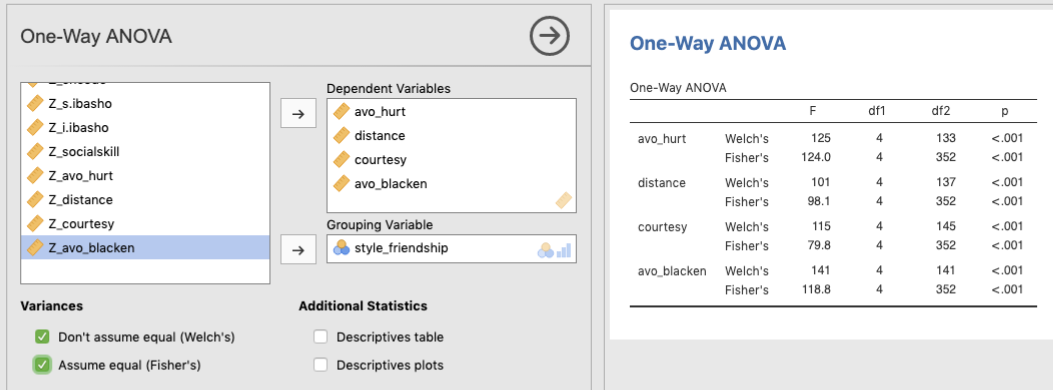 One-Way ANOVA
Z_s.ibasho
Z_i.ibasho
Z_socialskill
Z_avo_hurt
Z_distance
Z_courtesy
Z_avo_blacken
Dependent Variables
avo_hurt
distance
courtesy
avo_blacken
Grouping Variable
style_friendship
Variances
Don't assume equal (Welch's)
Assume equal (Fisher's)
Additional Statistics
Descriptives table
Descriptives plots
One-Way ANOVA
One-Way ANOVA
F df1 df2 p
avo_hurt Welch's 125 4 133 <.001
Fisher's 124.0 4 352 <.001
distance Welch's 101 4 137 <.001
Fisher's 98.1 4 352 <.001
courtesy Welch's 115 4 145 <.001
Fisher's 79.8 4 352 <.001
avo_blacken Welch's 141 4 141 <.001
Fisher's 118.8 4 352 <.001